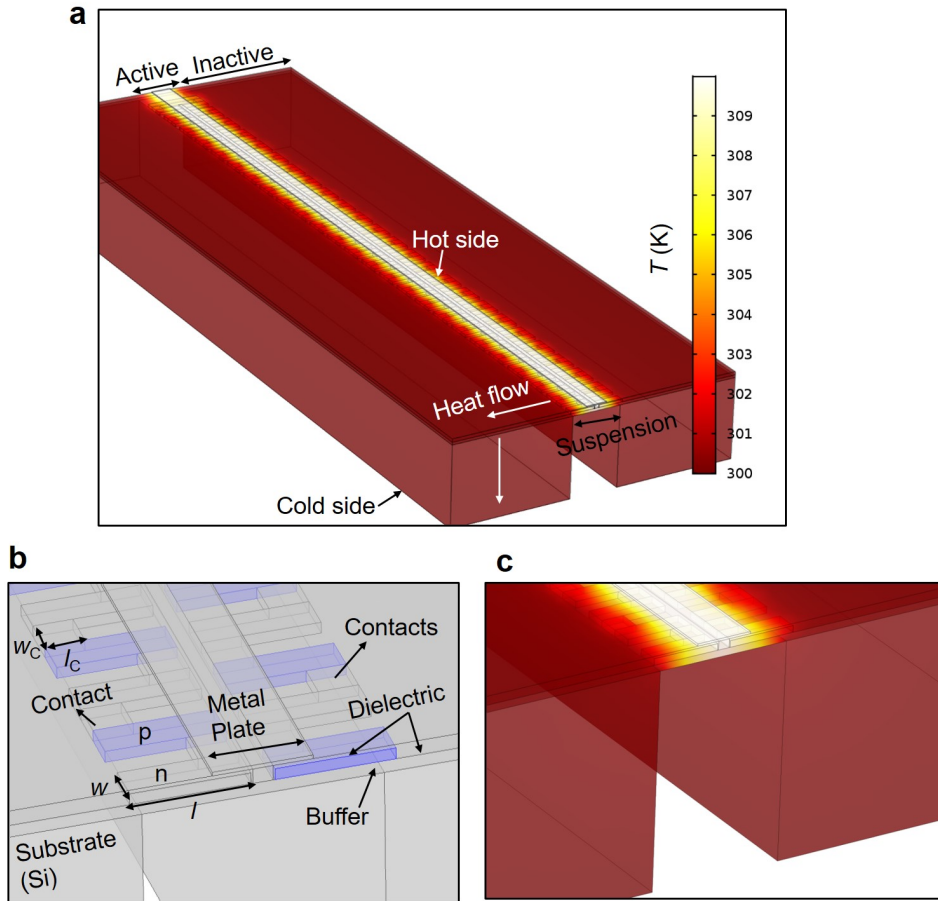 a
Active
Inactive
Hot side
Heat flow
Suspension
Cold side
T (K)
309
308
307
306
305
304
303
302
301
300
b
wC
lC
Contacts
Contact
Metal
Plate
Dielectric
p
n
w
l
Buffer
Substrate
(Si)
c